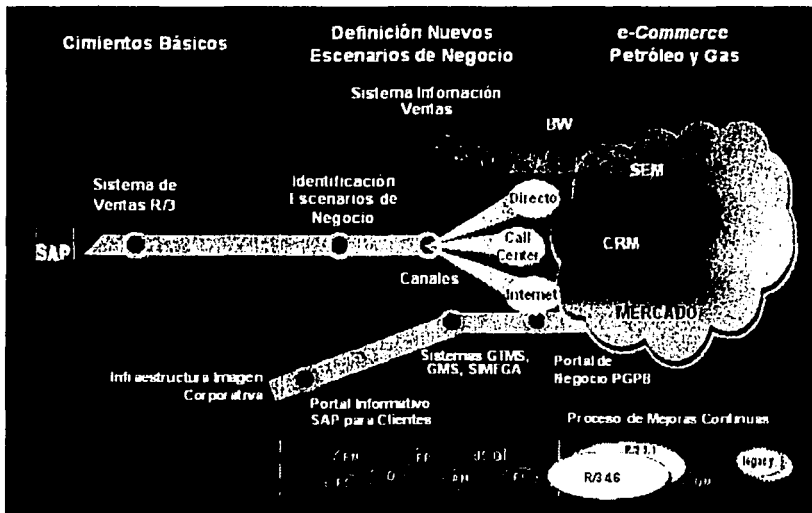 Cimientos Básicos
Definición Nuevos
Escenarios de Negocio
e-Commerce
Petróleo y Gas
Sistema Infomación
Ventas
BW
SEM
Sistema de
Ventas R/3
Identificación
Escenarios de
Negocio
Directo
SAP
Call
Center
CRM
Canales
Internet
MERCADO
Infraestructura Imagen
Corporativa
Sistemas GTMS,
GMS, SIMEGA
Portal de
Negocio PGPB
Portal Informativo
SAP para Clientes
Proceso de Mejoras Continuas
R/3 4.6
legacy